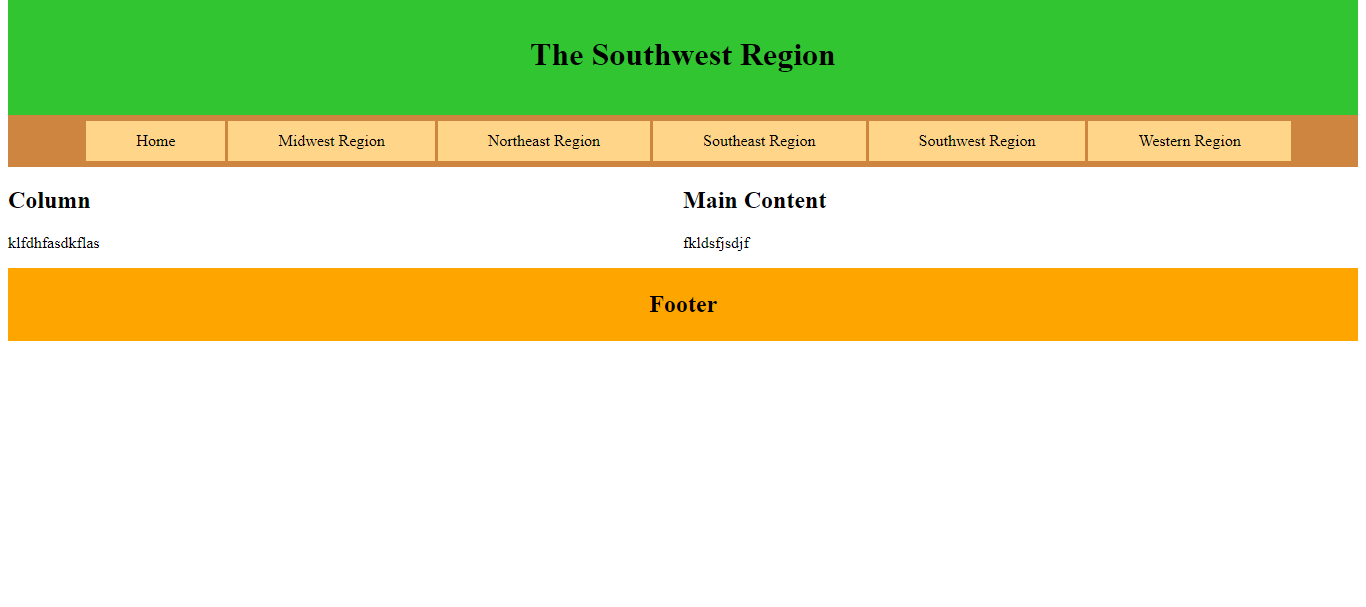 The Southwest Region
Home Midwest Region Northeast Region Southeast Region Southwest Region Western Region
Column
klfdhfasdkflas
Main Content
fkldsfjsdjf
Footer